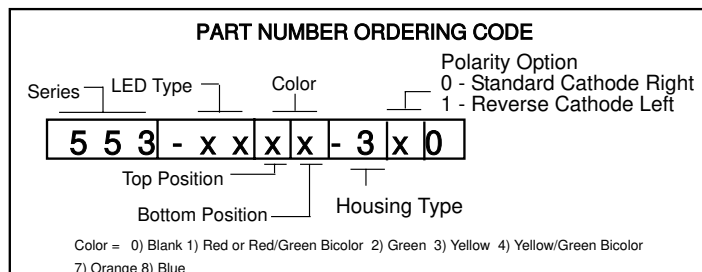 PART NUMBER ORDERING CODE
Polarity Option
0 - Standard Cathode Right
1 - Reverse Cathode Left
Series LED Type Color
5 5 3 - x x x x - 3 x 0
Top Position
Bottom Position
Housing Type
Color = 0) Blank 1) Red or Red/Green Bicolor 2) Green 3) Yellow 4) Yellow/Green Bicolor
7) Orange 8) Blue